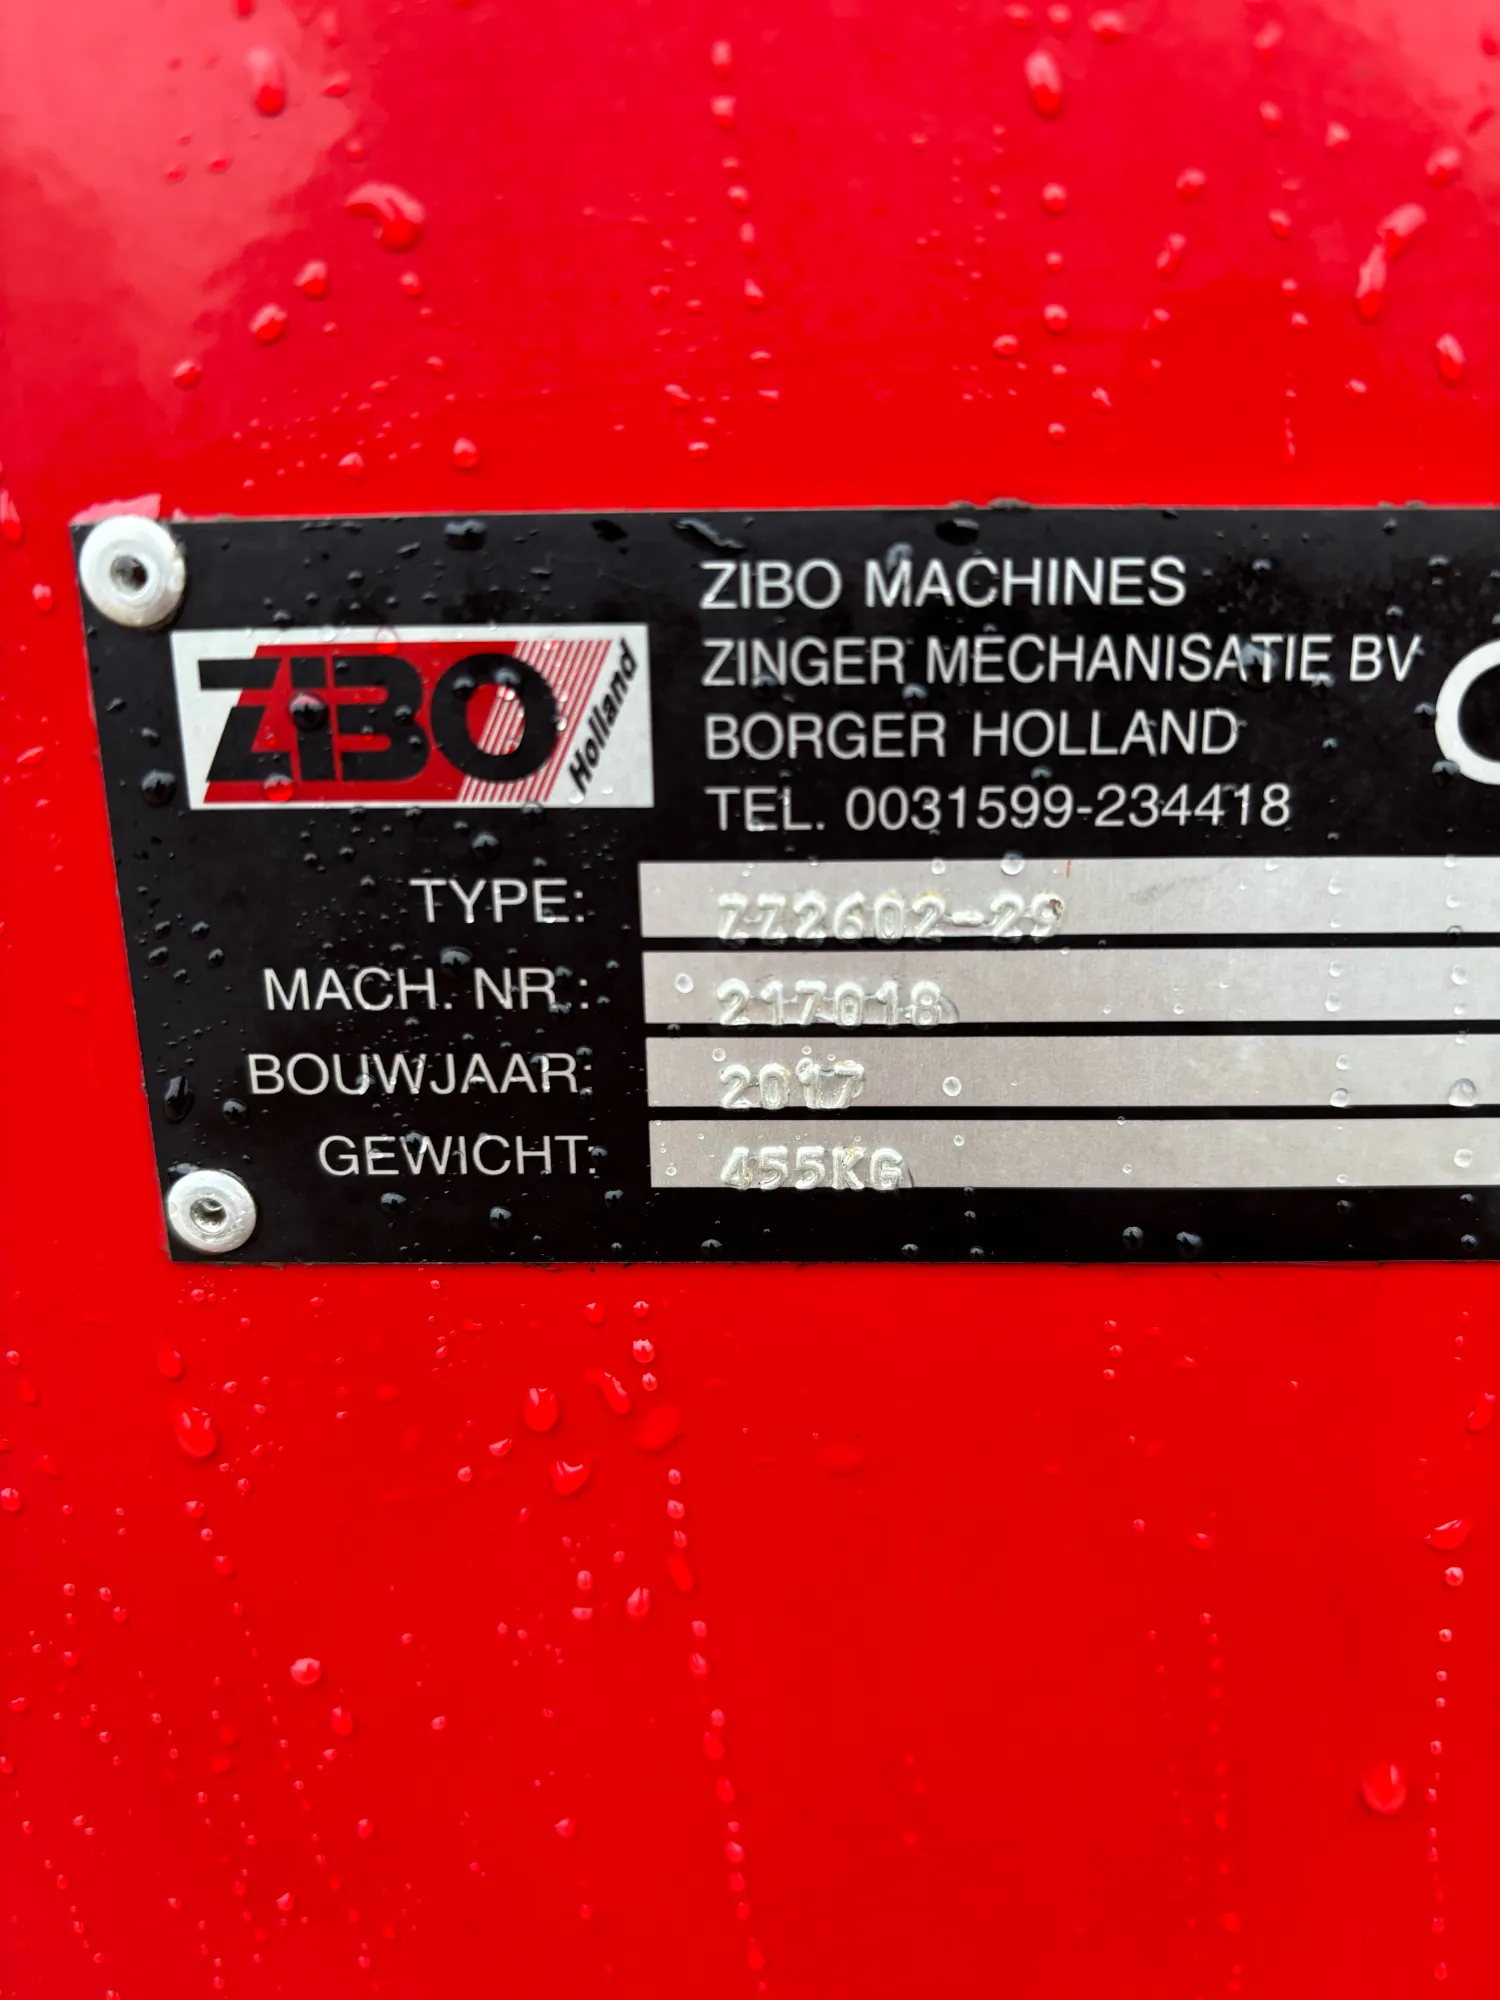 ZIBO Holland
ZIBO MACHINES
ZINGER MECHANISATIE BV
BORGER HOLLAND
TEL. 0031599-234418
TYPE: ZZ2602-29
MACH. NR.: 217018
BOUWJAAR: 2017
GEWICHT: 455KG